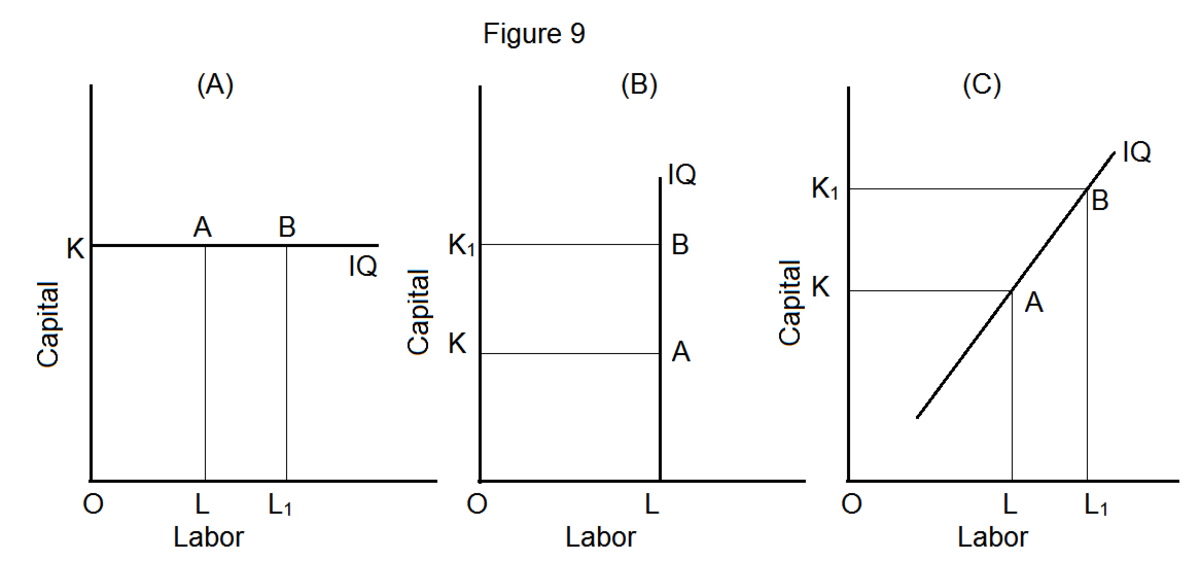 Figure 9
(A)
A
B
K
IQ
Capital
O
L
L₁
Labor
(B)
IQ
K₁
B
K
A
Capital
O
L
Labor
(C)
IQ
K₁
B
K
A
Capital
O
L
L₁
Labor